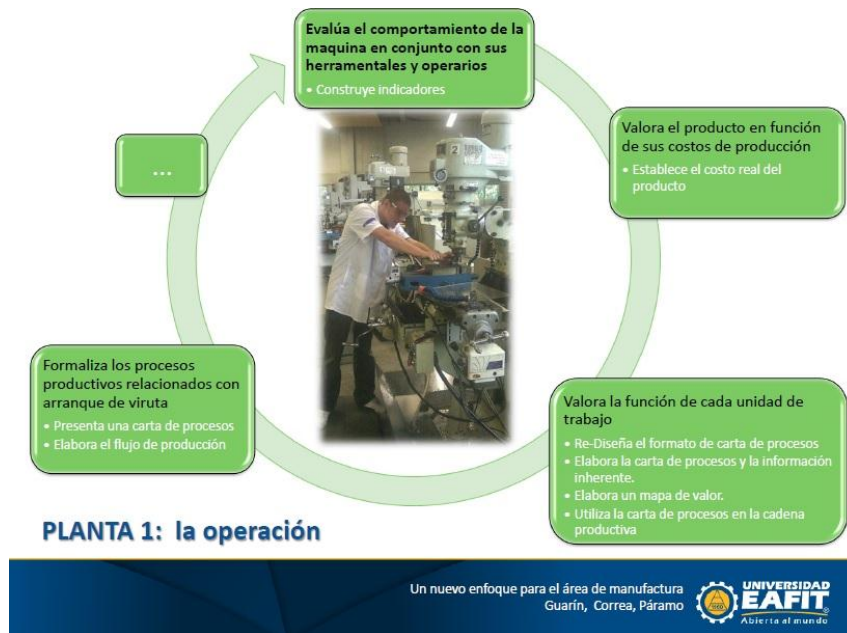 Evalúa el comportamiento de la
maquina en conjunto con sus
herramentales y operarios
• Construye indicadores
Valora el producto en función
de sus costos de producción
• Establece el costo real del
producto
Valora la función de cada unidad de
trabajo
• Re-Diseña el formato de carta de procesos
• Elabora la carta de procesos y la información
inherente.
• Elabora un mapa de valor.
• Utiliza la carta de procesos en la cadena
productiva
Formaliza los procesos
productivos relacionados con
arranque de viruta
• Presenta una carta de procesos
• Elabora el flujo de producción
...
2
PLANTA 1: la operación
Un nuevo enfoque para el área de manufactura
Guarín, Correa, Páramo
UNIVERSIDAD
EAFIT
Abierta al mundo